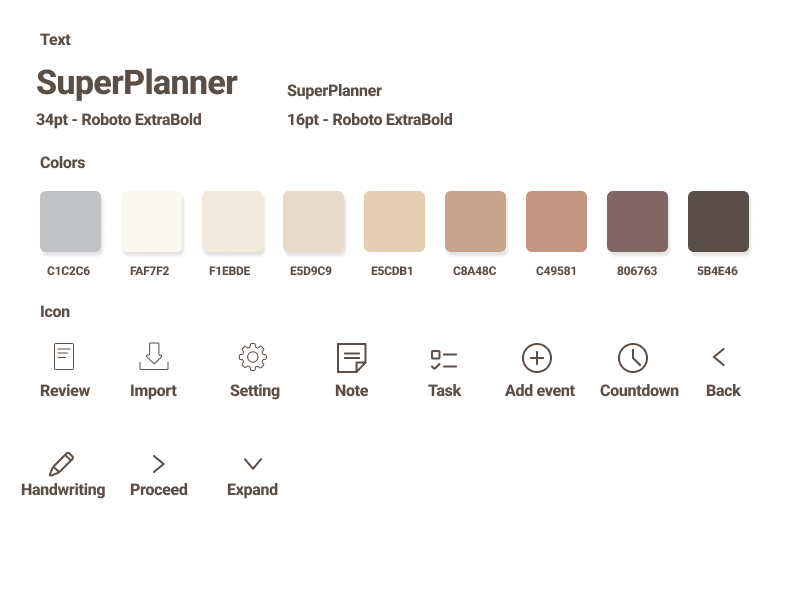 Text
SuperPlanner
SuperPlanner
34pt - Roboto ExtraBold
16pt - Roboto ExtraBold
Colors
C1C2C6
FAF7F2
F1EBDE
E5D9C9
E5CDB1
C8A48C
C49581
806763
5B4E46
Icon
Review
Import
Setting
Note
Task
Add event
Countdown
Back
Handwriting
Proceed
Expand